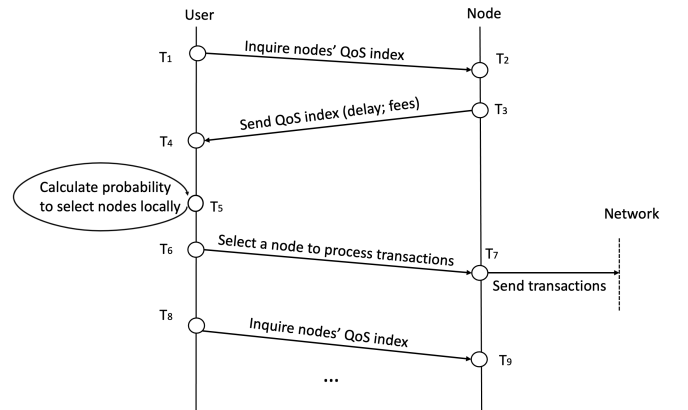 User
Node
T1
Inquire nodes' QoS index
T2
Send QoS index (delay; fees)
T3
T4
Calculate probability
to select nodes locally
T5
Network
T6
Select a node to process transactions
T7
Send transactions
T8
Inquire nodes' QoS index
T9
...